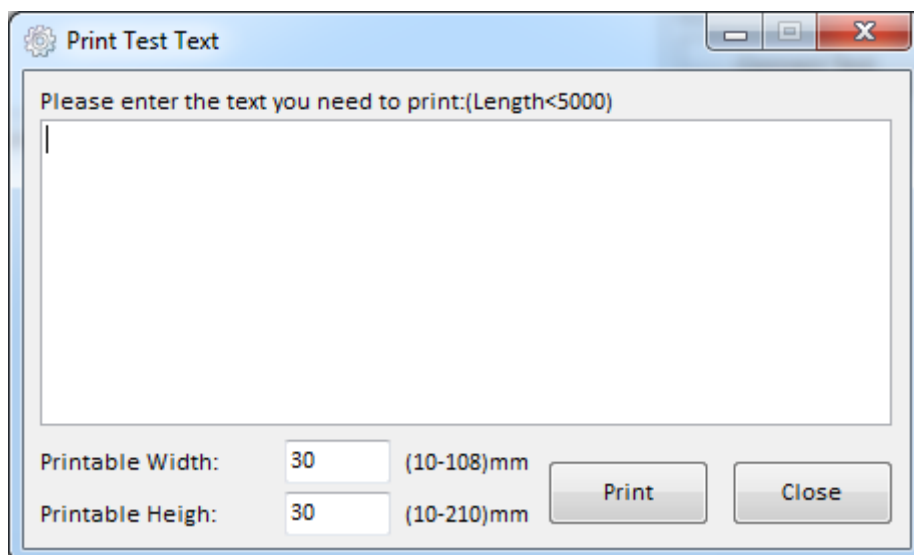 Print Test Text
Please enter the text you need to print:(Length<5000)
Printable Width: 30 (10-108)mm
Printable Heigh: 30 (10-210)mm
Print Close